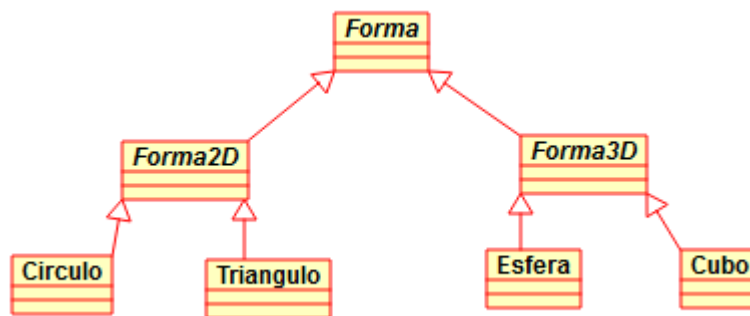 Forma
Forma2D
Forma3D
Circulo
Triangulo
Esfera
Cubo